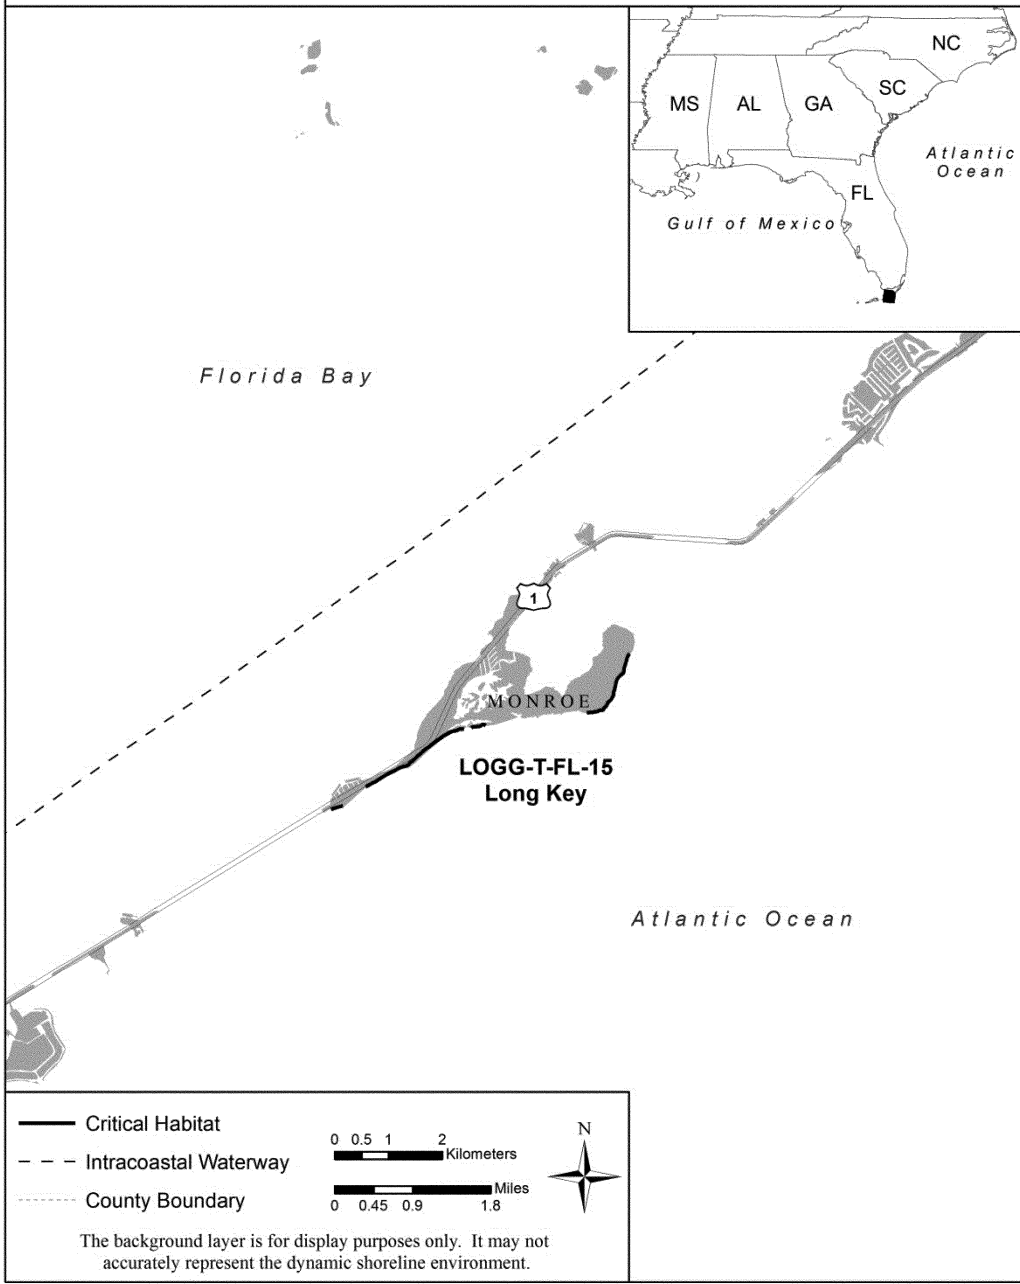 NC
SC
MS
AL
GA
Atlantic
Ocean
FL
Gulf of Mexico
Florida Bay
1
MONROE
LOGG-T-FL-15
Long Key
Atlantic Ocean
Critical Habitat
Intracoastal Waterway
County Boundary
0 0.5 1 2
Kilometers
Miles
0 0.45 0.9 1.8
N
The background layer is for display purposes only. It may not
accurately represent the dynamic shoreline environment.